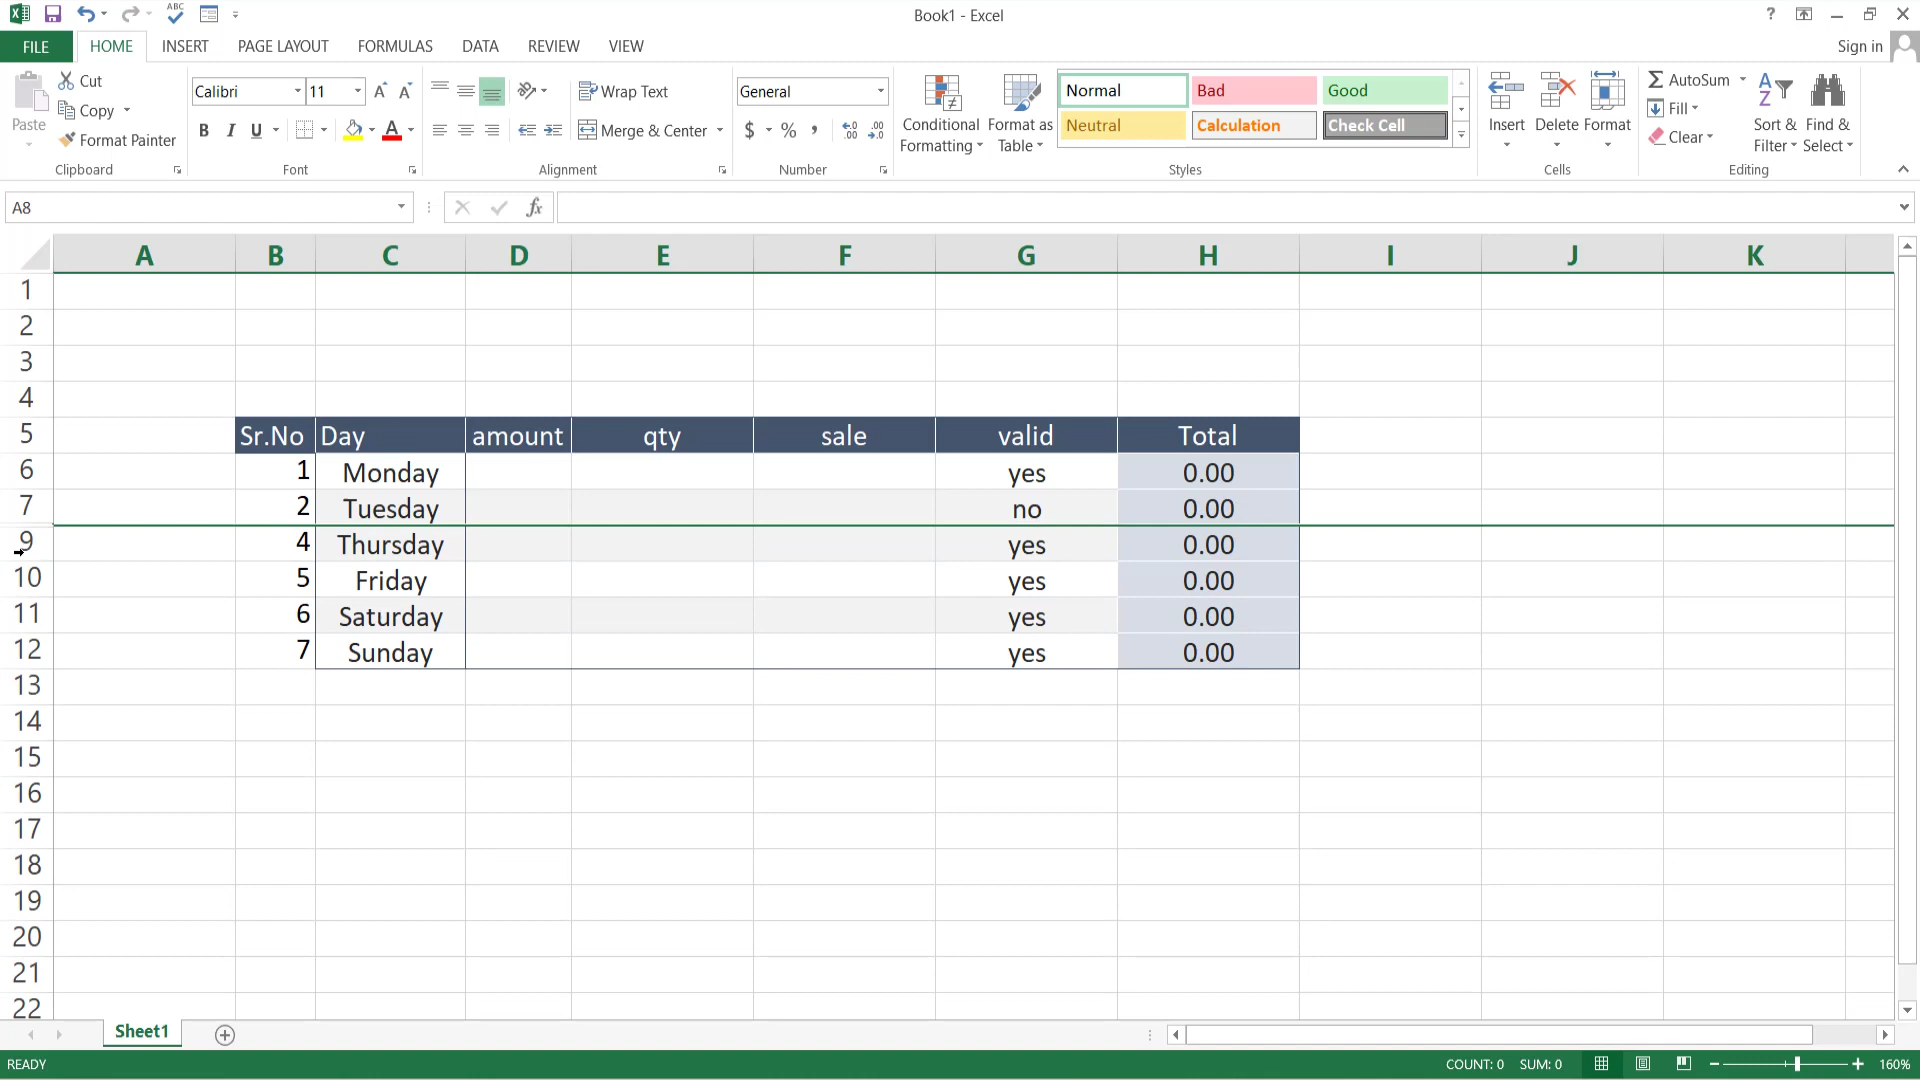 ABC
Book1 - Excel
?
FILE HOME INSERT PAGE LAYOUT FORMULAS DATA REVIEW VIEW Sign in
Paste
Cut
Copy
Format Painter
Clipboard
Calibri 11 A A
B I U A
Font
Wrap Text
Merge & Center
Alignment
General
$ % , .0 .00 .00 .0
Number
Conditional Formatting
Format as Table
Normal Bad Good
Neutral Calculation Check Cell
Styles
Insert Delete Format
Cells
AutoSum
Fill
Clear
Sort & Filter
Find & Select
Editing
A8 fx
A B C D E F G H I J K
1
2
3
4
5 Sr.No Day amount qty sale valid Total
6 1 Monday yes 0.00
7 2 Tuesday no 0.00
9 4 Thursday yes 0.00
10 5 Friday yes 0.00
11 6 Saturday yes 0.00
12 7 Sunday yes 0.00
13
14
15
16
17
18
19
20
21
22
Sheet1
READY COUNT: 0 SUM: 0 160%